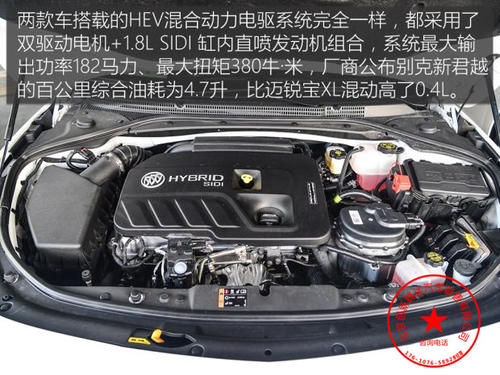 两款车搭载的HEV混合动力电驱系统完全一样，都采用了
双驱动电机+1.8L SIDI 缸内直喷发动机组合，系统最大输
出功率182马力、最大扭矩380牛·米，厂商公布别克新君越
的百公里综合油耗为4.7升，比迈锐宝XL混动高了0.4L。
HYBRID
SIDI
咨询电话